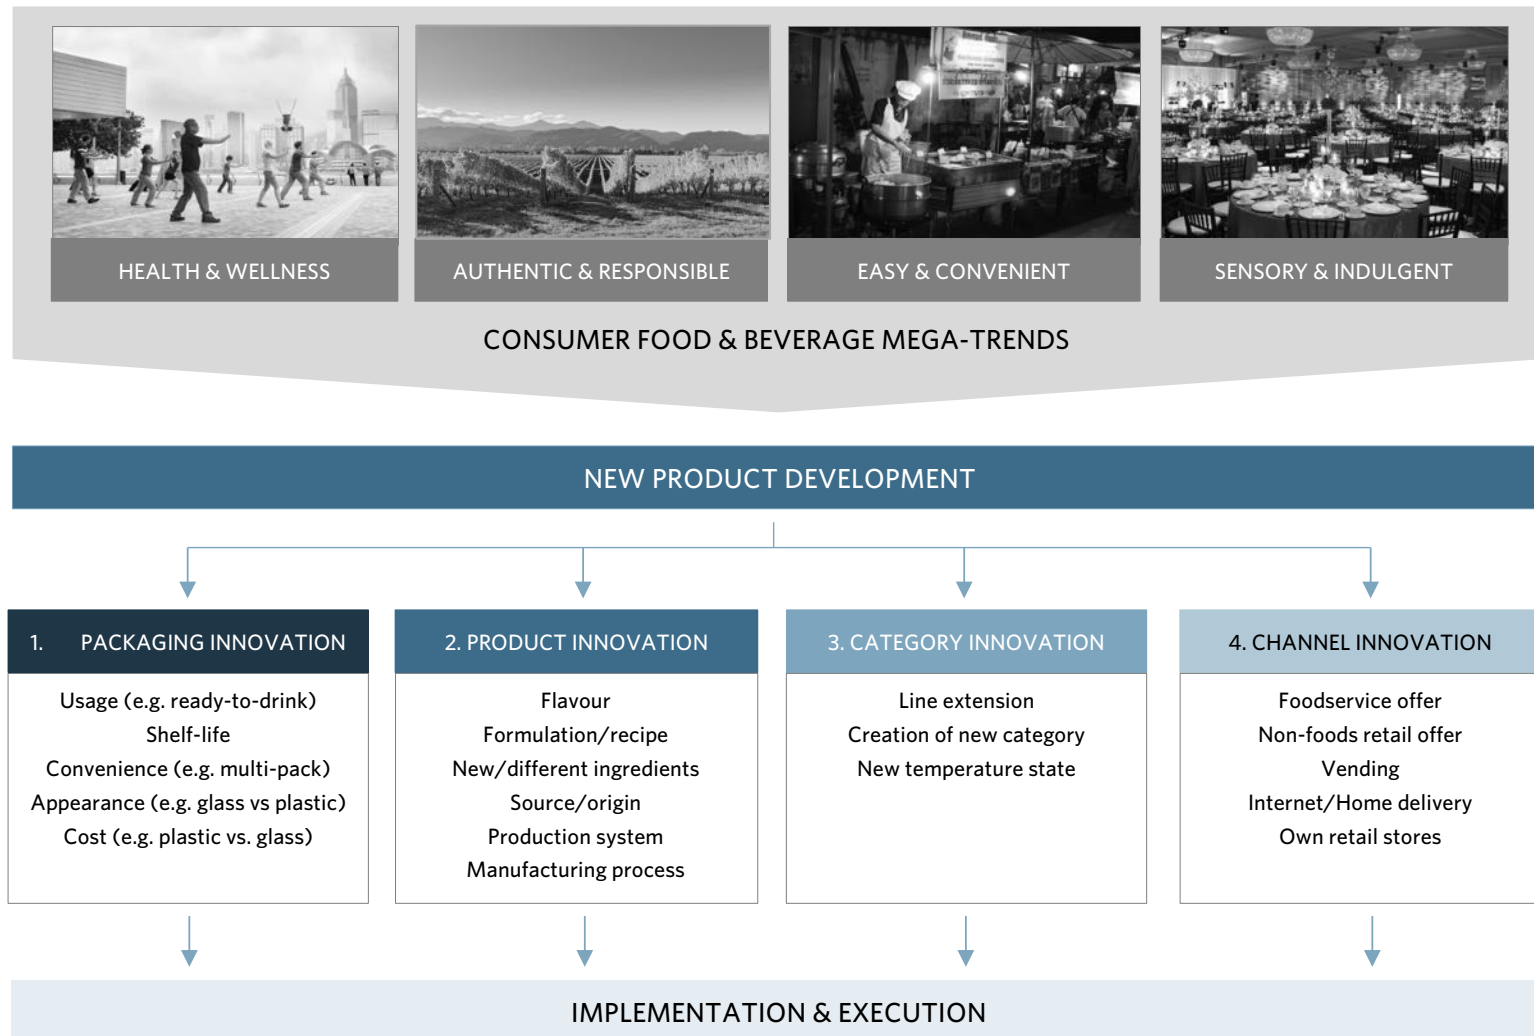 HEALTH & WELLNESS
AUTHENTIC & RESPONSIBLE
EASY & CONVENIENT
SENSORY & INDULGENT
CONSUMER FOOD & BEVERAGE MEGA-TRENDS
NEW PRODUCT DEVELOPMENT
1. PACKAGING INNOVATION
Usage (e.g. ready-to-drink)
Shelf-life
Convenience (e.g. multi-pack)
Appearance (e.g. glass vs plastic)
Cost (e.g. plastic vs. glass)
2. PRODUCT INNOVATION
Flavour
Formulation/recipe
New/different ingredients
Source/origin
Production system
Manufacturing process
3. CATEGORY INNOVATION
Line extension
Creation of new category
New temperature state
4. CHANNEL INNOVATION
Foodservice offer
Non-foods retail offer
Vending
Internet/Home delivery
Own retail stores
IMPLEMENTATION & EXECUTION